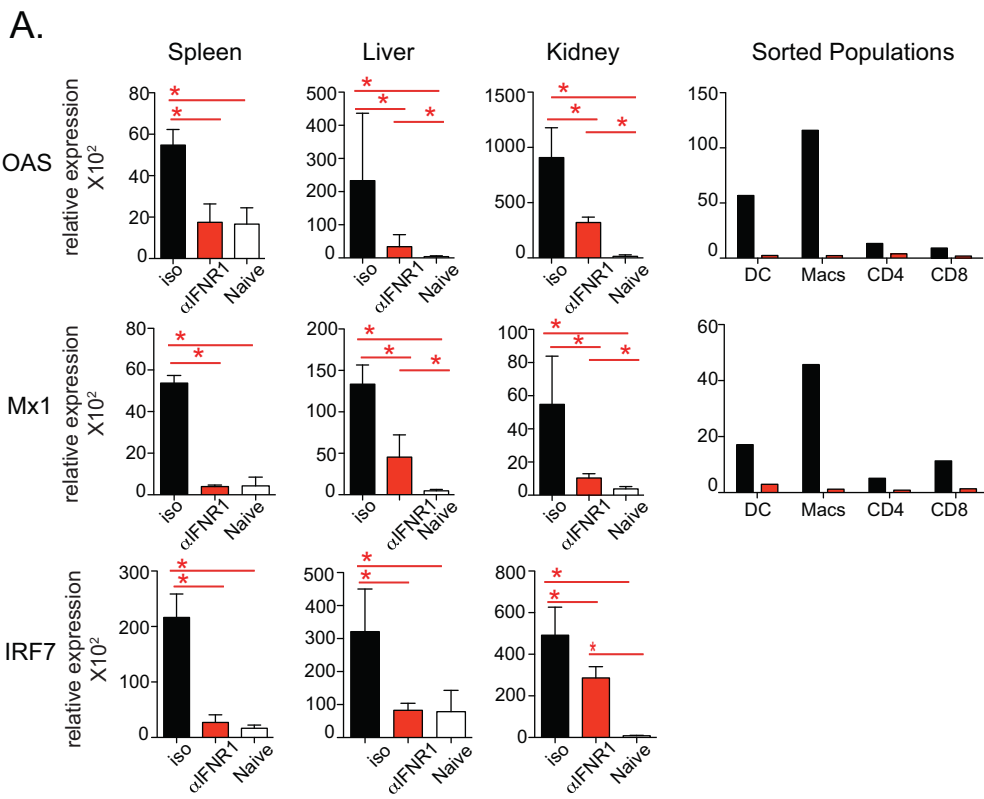 A.
Spleen Liver Kidney Sorted Populations
OAS
relative expression
X10²
80
60
40
20
0
iso αIFNR1 Naive
* *
500
400
300
200
100
0
iso αIFNR1 Naive
* * *
1500
1000
500
0
iso αIFNR1 Naive
* * *
150
100
50
0
DC Macs CD4 CD8
Mx1
relative expression
X10²
80
60
40
20
0
iso αIFNR1 Naive
* *
200
150
100
50
0
iso αIFNR1 Naive
* * *
100
80
60
40
20
0
iso αIFNR1 Naive
* * *
60
40
20
0
DC Macs CD4 CD8
IRF7
relative expression
X10²
300
200
100
0
iso αIFNR1 Naive
* *
500
400
300
200
100
0
iso αIFNR1 Naive
* *
800
600
400
200
0
iso αIFNR1 Naive
* * *